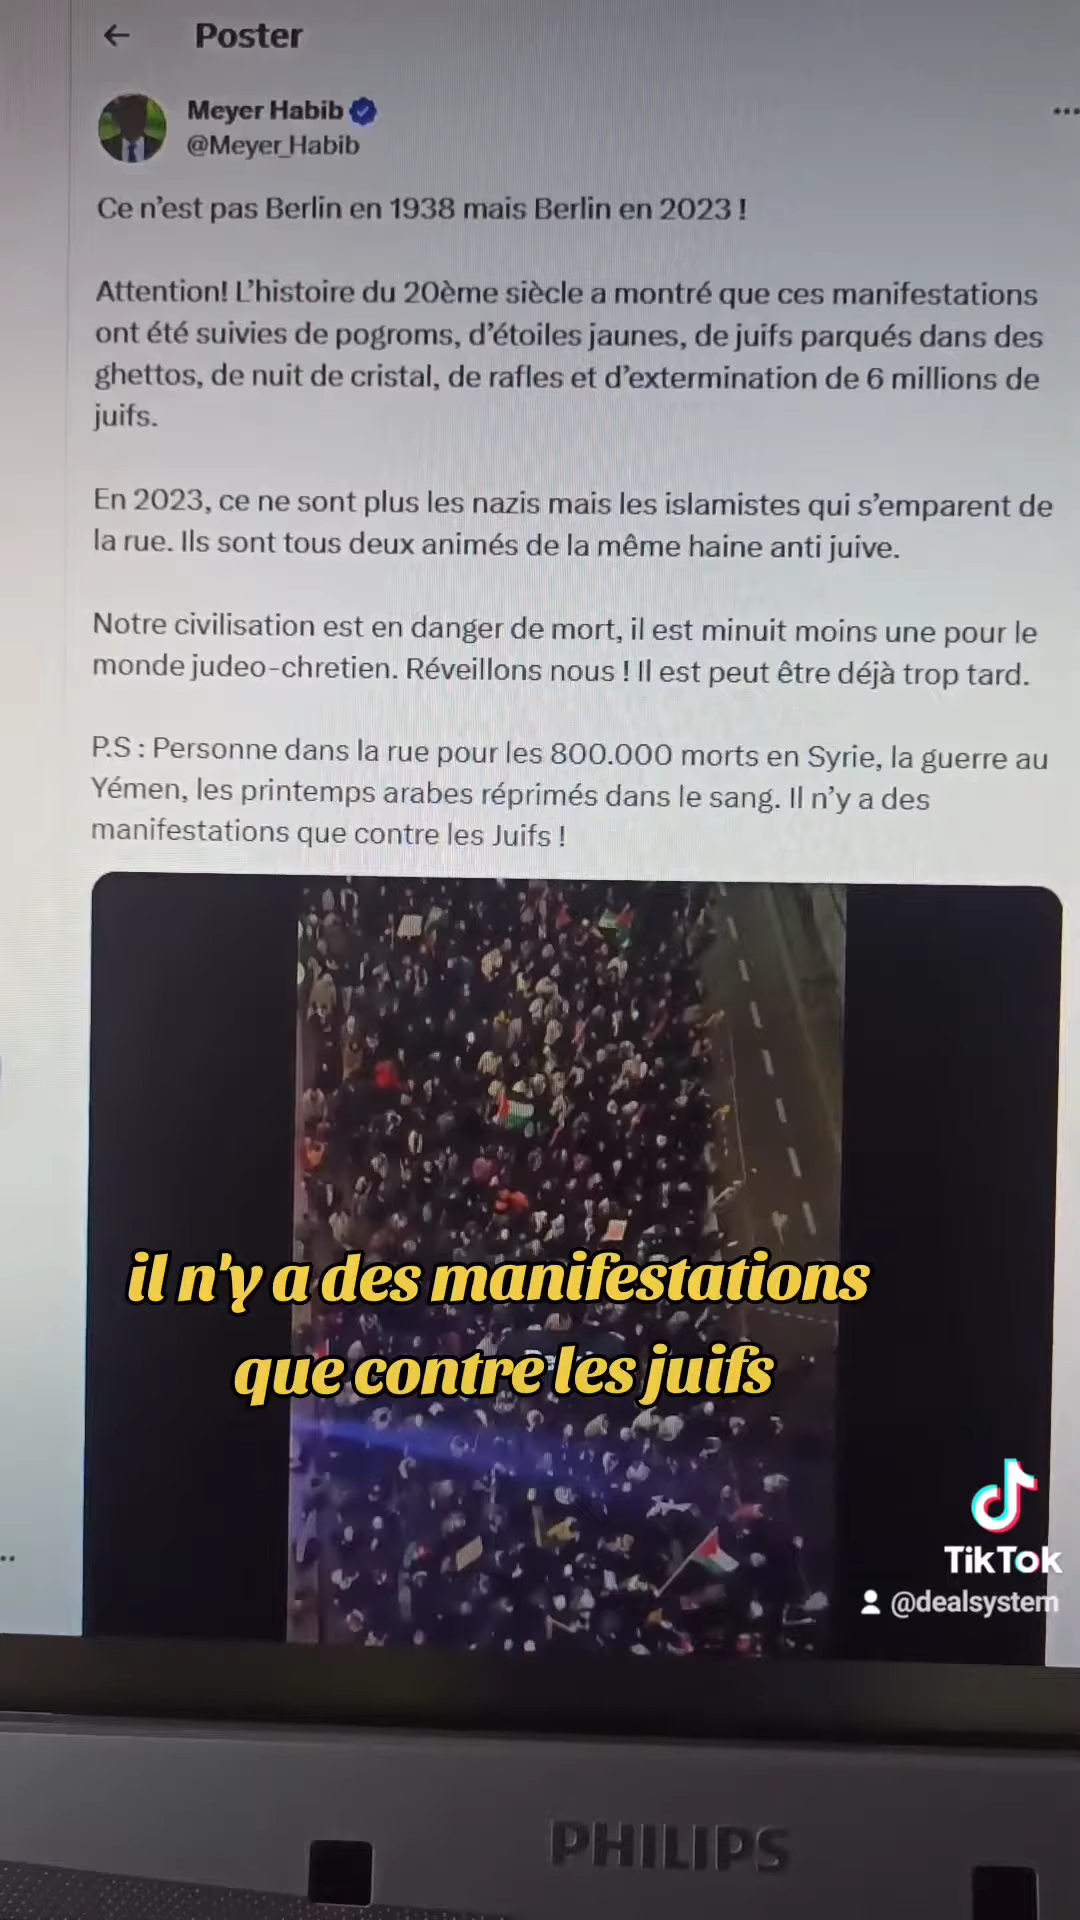 Poster
Meyer Habib
@Meyer_Habib
Ce n'est pas Berlin en 1938 mais Berlin en 2023 !
Attention! L'histoire du 20ème siècle a montré que ces manifestations
ont été suivies de pogroms, d'étoiles jaunes, de juifs parqués dans des
ghettos, de nuit de cristal, de rafles et d'extermination de 6 millions de
juifs.
En 2023, ce ne sont plus les nazis mais les islamistes qui s'emparent de
la rue. Ils sont tous deux animés de la même haine anti juive.
Notre civilisation est en danger de mort, il est minuit moins une pour le
monde judeo-chretien. Réveillons nous ! Il est peut être déjà trop tard.
P.S : Personne dans la rue pour les 800.000 morts en Syrie, la guerre au
Yémen, les printemps arabes réprimés dans le sang. Il n'y a des
manifestations que contre les Juifs !
il n'y a des manifestations
que contre les juifs
TikTok
@dealsystem
PHILIPS